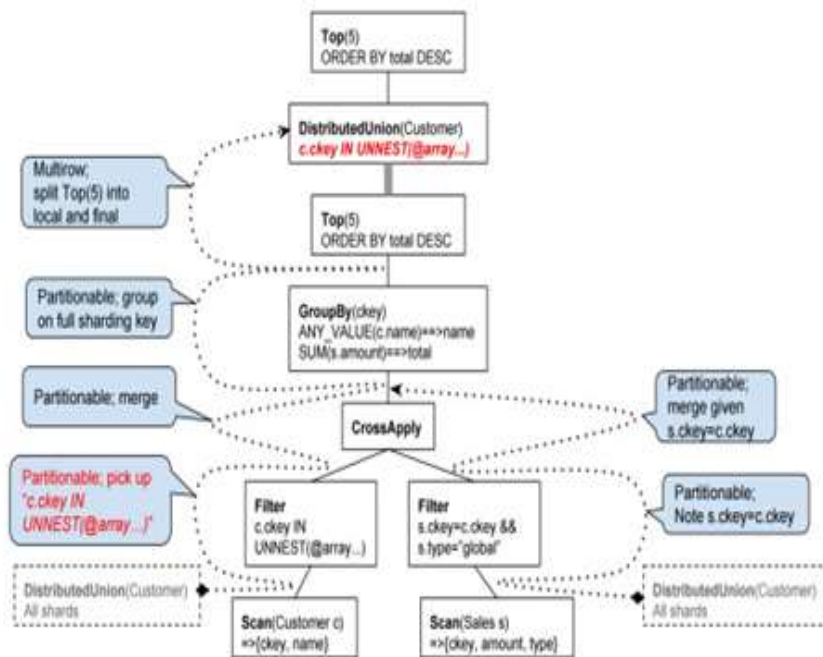 Top(5)
ORDER BY total DESC
DistributedUnion(Customer)
c.ckey IN UNNEST(@array...)
Multirow;
split Top(5) into
local and final
Top(5)
ORDER BY total DESC
Partitionable; group
on full sharding key
GroupBy(ckey)
ANY_VALUE(c.name)==>name
SUM(s.amount)==>total
Partitionable; merge
Partitionable;
merge given
s.ckey=c.ckey
CrossApply
Partitionable; pick up
"c.ckey IN
UNNEST(@array...)"
Filter
c.ckey IN
UNNEST(@array...)
Filter
s.ckey=c.ckey &&
s.type="global"
Partitionable;
Note s.ckey=c.ckey
DistributedUnion(Customer)
All shards
DistributedUnion(Customer)
All shards
Scan(Customer c)
=>{ckey, name}
Scan(Sales s)
=>{ckey, amount, type}